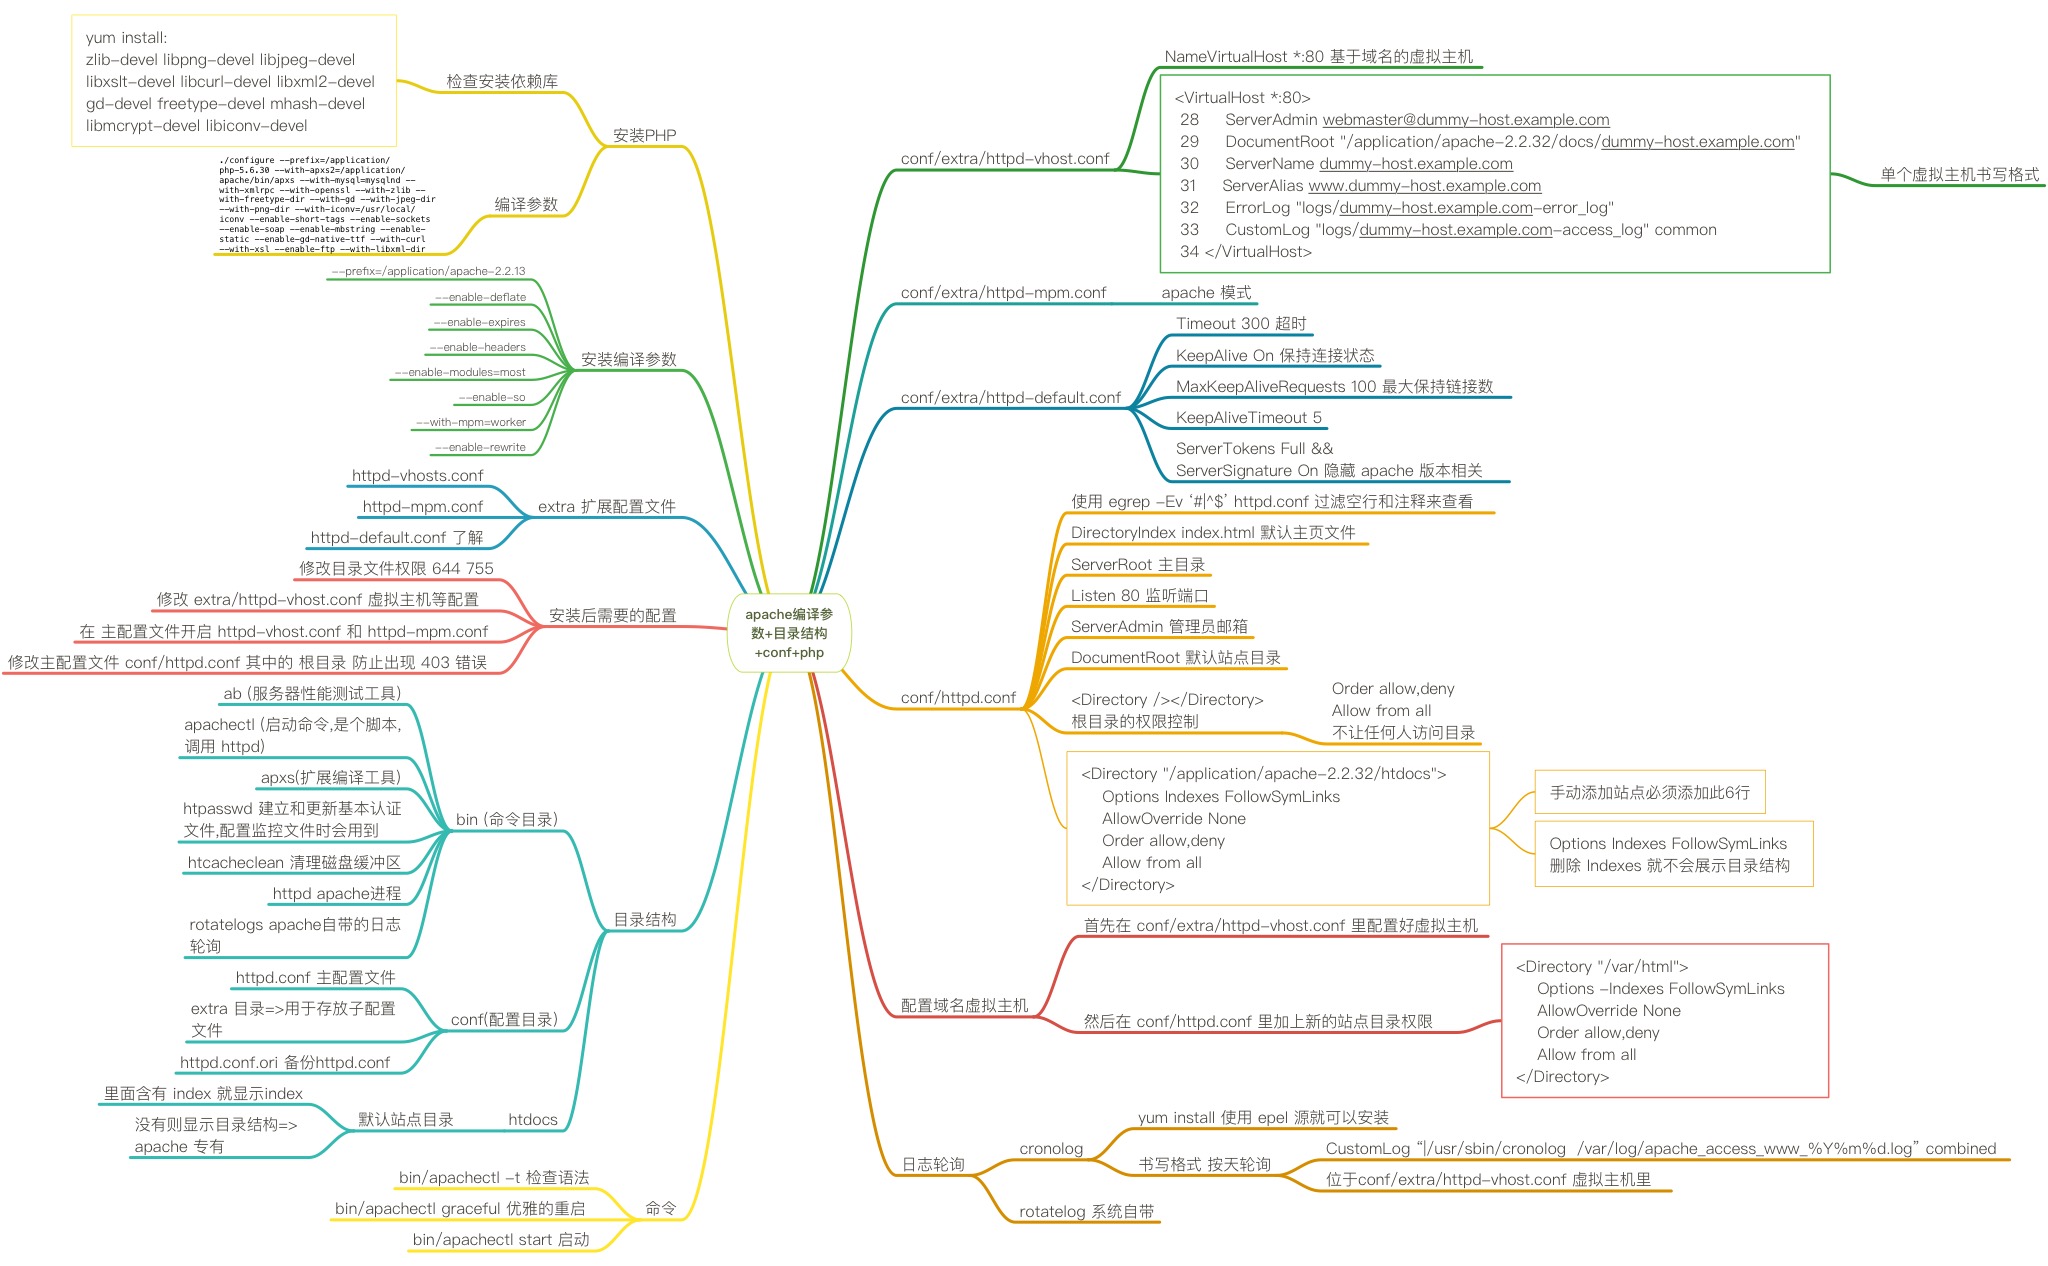 apache编译参
数+目录结构
+conf+php
安装PHP
检查安装依赖库
yum install:
zlib-devel libpng-devel libjpeg-devel
libxslt-devel libcurl-devel libxml2-devel
gd-devel freetype-devel mhash-devel
libmcrypt-devel libiconv-devel
编译参数
./configure --prefix=/application/
php-5.6.30 --with-apxs2=/application/
apache/bin/apxs --with-mysql=mysqlnd --
with-xmlrpc --with-openssl --with-zlib --
with-freetype-dir --with-gd --with-jpeg-dir
--with-png-dir --with-iconv=/usr/local/
iconv --enable-short-tags --enable-sockets
--enable-soap --enable-mbstring --enable-
static --enable-gd-native-ttf --with-curl
--with-xsl --enable-ftp --with-libxml-dir
安装编译参数
--prefix=/application/apache-2.2.13
--enable-deflate
--enable-expires
--enable-headers
--enable-modules=most
--enable-so
--with-mpm=worker
--enable-rewrite
extra 扩展配置文件
httpd-vhosts.conf
httpd-mpm.conf
httpd-default.conf 了解
安装后需要的配置
修改目录文件权限 644 755
修改 extra/httpd-vhost.conf 虚拟主机等配置
在 主配置文件开启 httpd-vhost.conf 和 httpd-mpm.conf
修改主配置文件 conf/httpd.conf 其中的 根目录 防止出现 403 错误
目录结构
bin (命令目录)
ab (服务器性能测试工具)
apachectl (启动命令,是个脚本,
调用 httpd)
apxs(扩展编译工具)
htpasswd 建立和更新基本认证
文件,配置监控文件时会用到
htcacheclean 清理磁盘缓冲区
httpd apache进程
rotatelogs apache自带的日志
轮询
conf(配置目录)
httpd.conf 主配置文件
extra 目录=>用于存放子配置
文件
httpd.conf.ori 备份httpd.conf
htdocs
默认站点目录
里面含有 index 就显示index
没有则显示目录结构=>
apache 专有
命令
bin/apachectl -t 检查语法
bin/apachectl graceful 优雅的重启
bin/apachectl start 启动
conf/extra/httpd-vhost.conf
NameVirtualHost *:80 基于域名的虚拟主机
<VirtualHost *:80>
28 ServerAdmin webmaster@dummy-host.example.com
29 DocumentRoot "/application/apache-2.2.32/docs/dummy-host.example.com"
30 ServerName dummy-host.example.com
31 ServerAlias www.dummy-host.example.com
32 ErrorLog "logs/dummy-host.example.com-error_log"
33 CustomLog "logs/dummy-host.example.com-access_log" common
34 </VirtualHost>
单个虚拟主机书写格式
conf/extra/httpd-mpm.conf
apache 模式
conf/extra/httpd-default.conf
Timeout 300 超时
KeepAlive On 保持连接状态
MaxKeepAliveRequests 100 最大保持链接数
KeepAliveTimeout 5
ServerTokens Full &&
ServerSignature On 隐藏 apache 版本相关
conf/httpd.conf
使用 egrep -Ev ‘#|^$’ httpd.conf 过滤空行和注释来查看
DirectoryIndex index.html 默认主页文件
ServerRoot 主目录
Listen 80 监听端口
ServerAdmin 管理员邮箱
DocumentRoot 默认站点目录
<Directory /></Directory>
根目录的权限控制
Order allow,deny
Allow from all
不让任何人访问目录
<Directory "/application/apache-2.2.32/htdocs">
Options Indexes FollowSymLinks
AllowOverride None
Order allow,deny
Allow from all
</Directory>
手动添加站点必须添加此6行
Options Indexes FollowSymLinks
删除 Indexes 就不会展示目录结构
配置域名虚拟主机
首先在 conf/extra/httpd-vhost.conf 里配置好虚拟主机
然后在 conf/httpd.conf 里加上新的站点目录权限
<Directory "/var/html">
Options -Indexes FollowSymLinks
AllowOverride None
Order allow,deny
Allow from all
</Directory>
日志轮询
cronolog
yum install 使用 epel 源就可以安装
书写格式 按天轮询
CustomLog “|/usr/sbin/cronolog /var/log/apache_access_www_%Y%m%d.log” combined
位于conf/extra/httpd-vhost.conf 虚拟主机里
rotatelog 系统自带